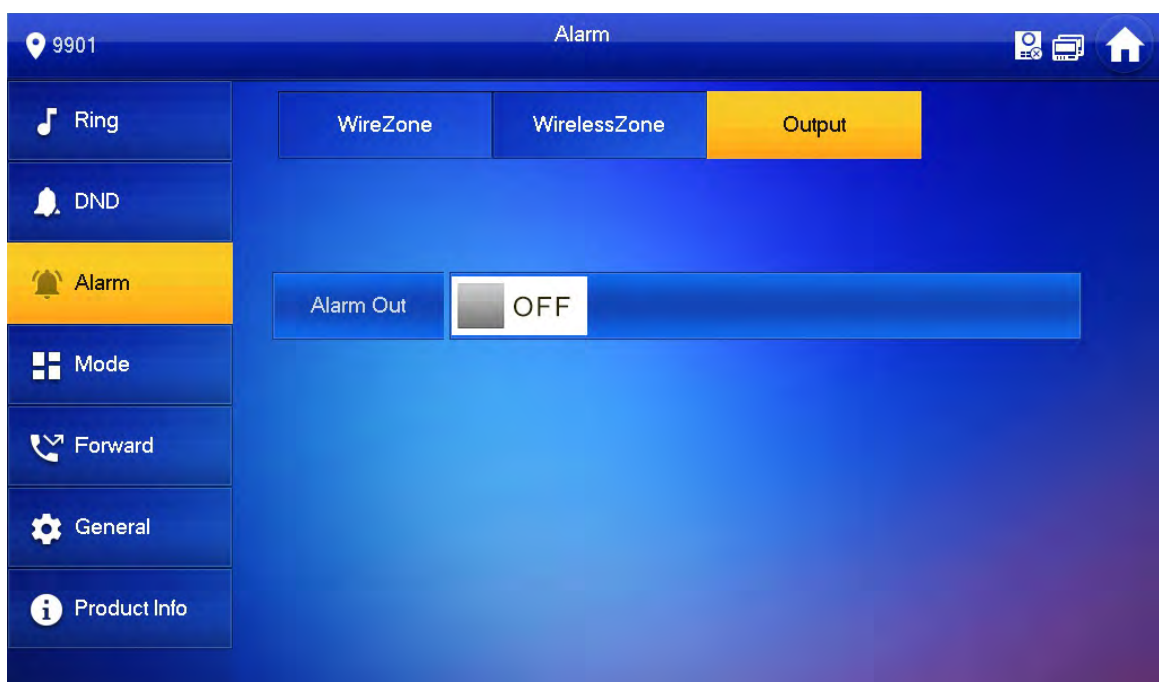 9901
Alarm
Ring
DND
Alarm
Mode
Forward
General
Product Info
WireZone
WirelessZone
Output
Alarm Out
OFF